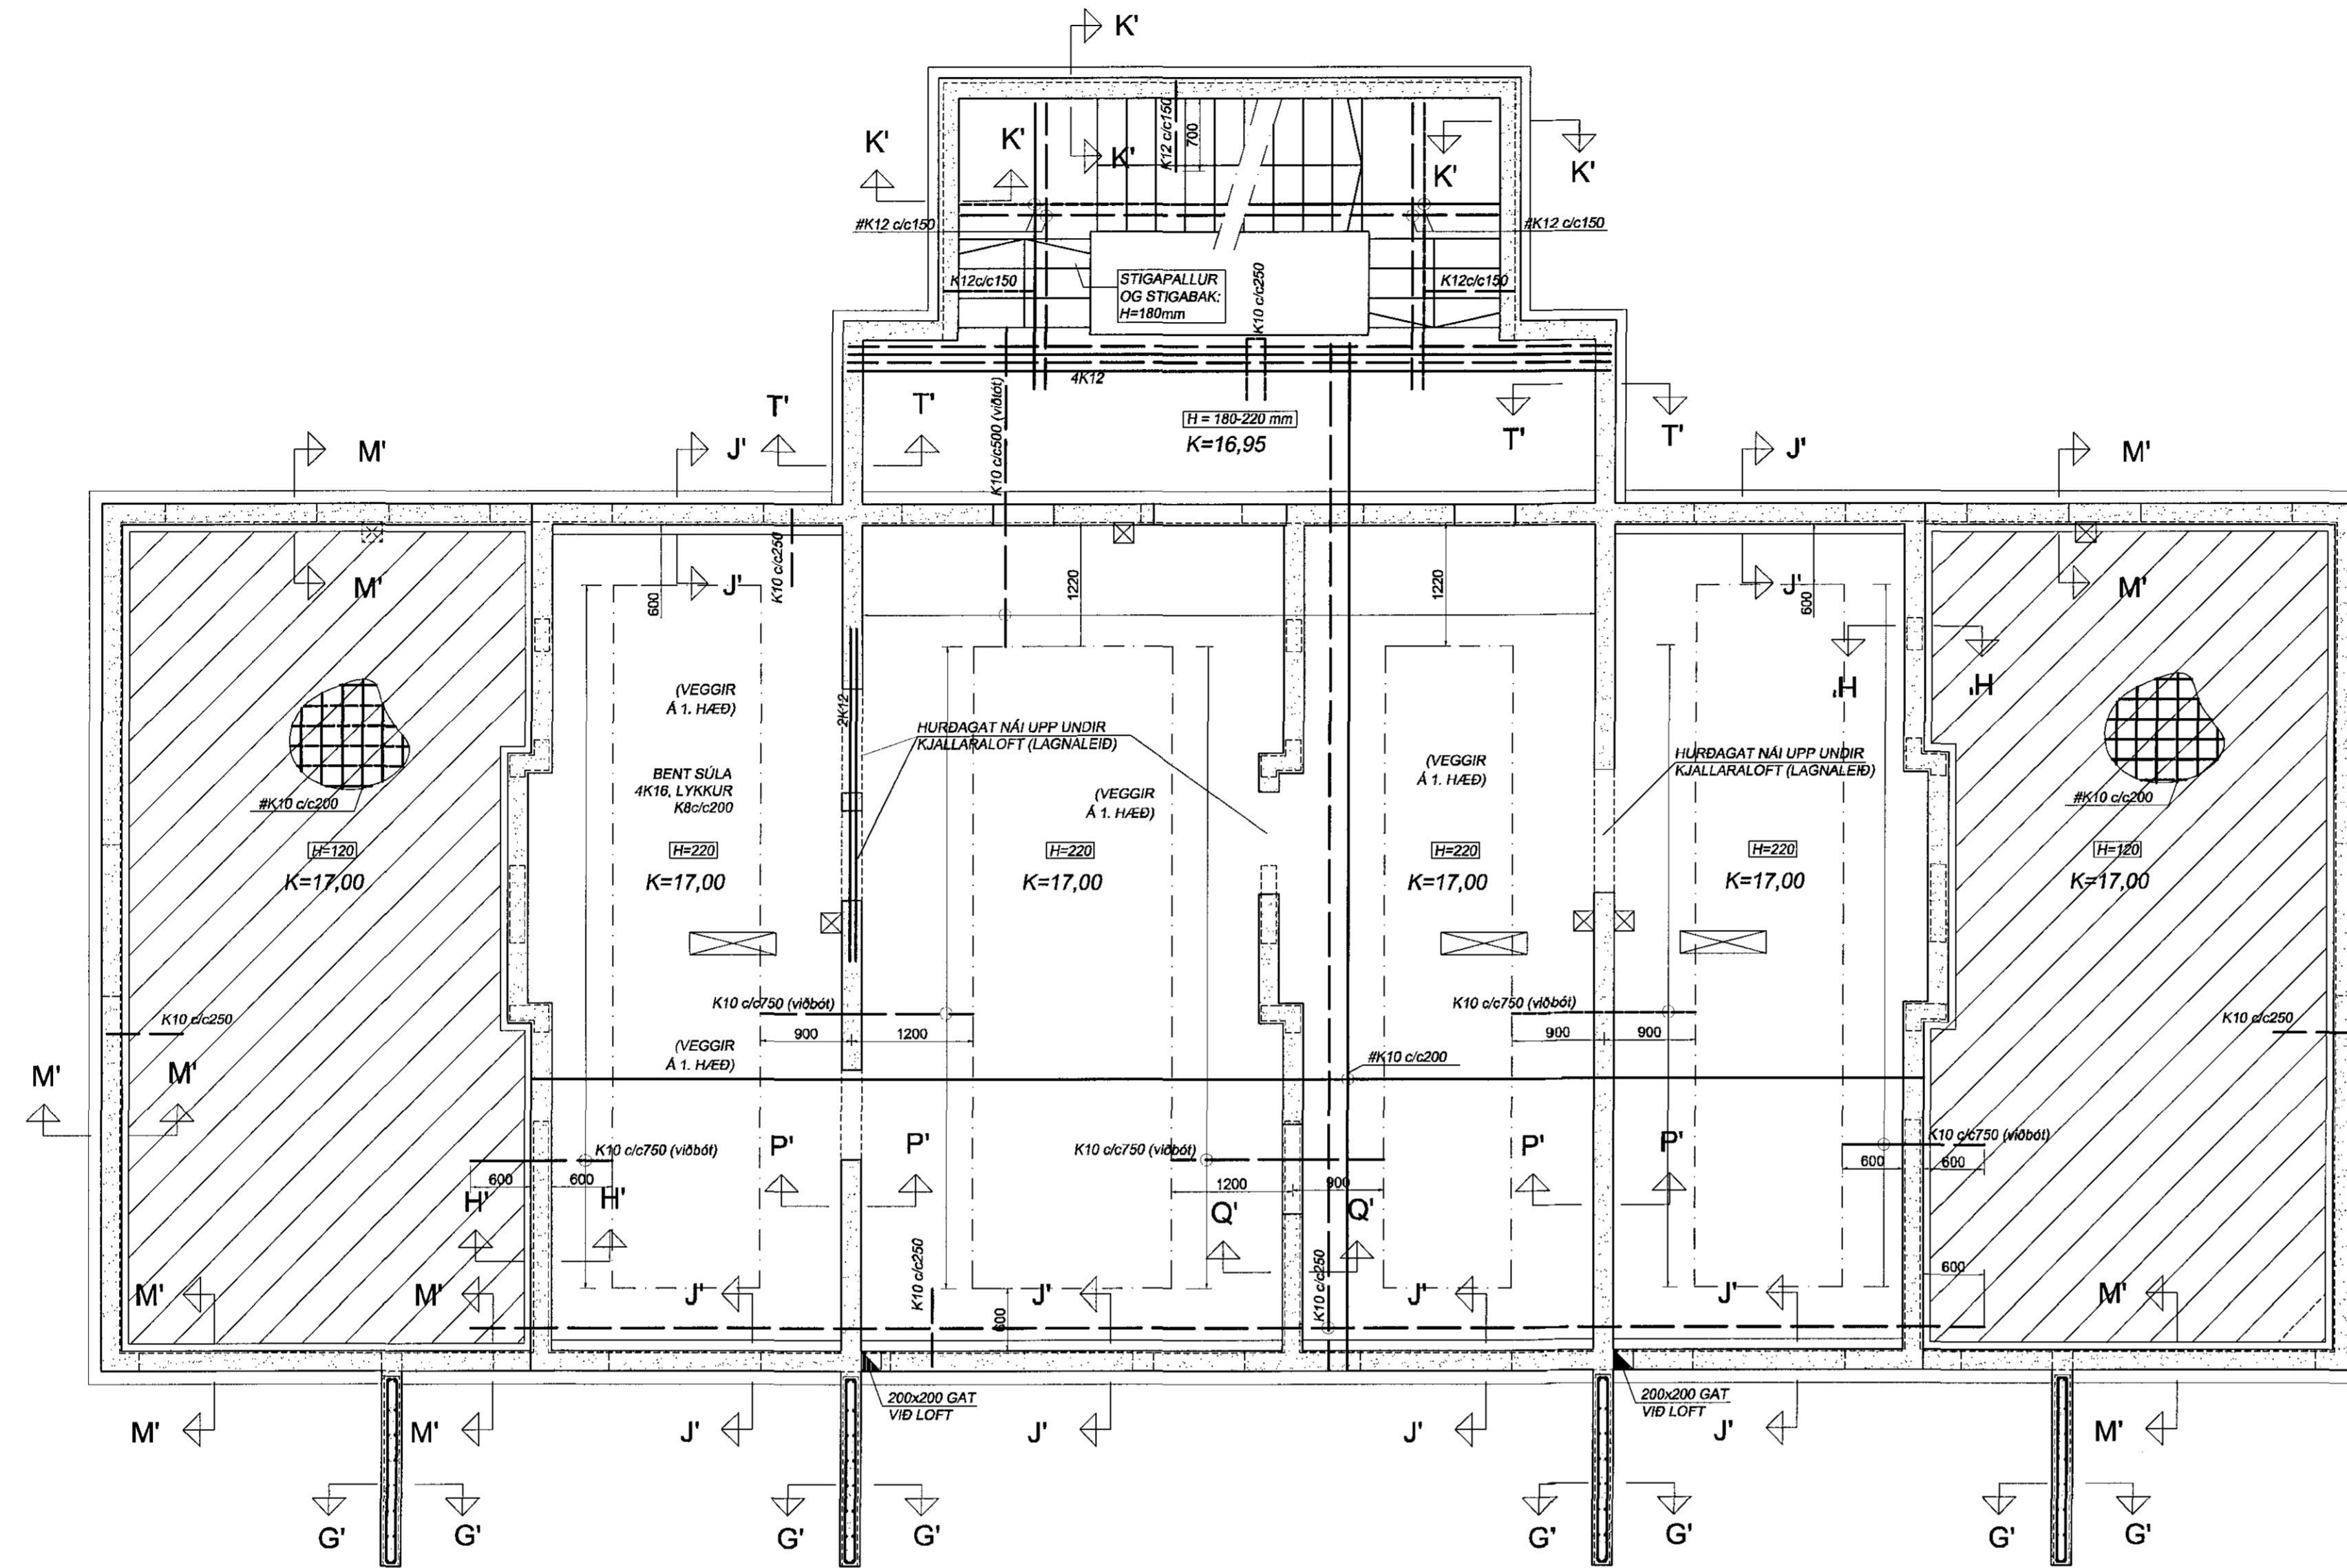 K'
K'
K'
K'
K'
K'
K12 c/c150
700
#K12 c/c150
#K12 c/c150
K12c/c150
STIGAPALLUR
OG STIGABAK:
H=180mm
K10 c/c250
K12c/c150
4K12
K10 c/c500 (viðbót)
T'
T'
H = 180-220 mm
K=16,95
T'
T'
M'
J'
J'
M'
M'
600
J'
K10 c/c250
1220
1220
J'
600
M'
'H
'H
(VEGGIR
Á 1. HÆÐ)
2K12
HURÐAGAT NÁI UPP UNDIR
KJALLARALOFT (LAGNALEIÐ)
(VEGGIR
Á 1. HÆÐ)
HURÐAGAT NÁI UPP UNDIR
KJALLARALOFT (LAGNALEIÐ)
BENT SÚLA
4K16, LYKKUR
K8c/c200
(VEGGIR
Á 1. HÆÐ)
#K10 c/c200
#K10 c/c200
H=120
K=17,00
H=220
K=17,00
H=220
K=17,00
H=220
K=17,00
H=220
K=17,00
H=120
K=17,00
K10 c/c250
K10 c/c750 (viðbót)
900
1200
K10 c/c750 (viðbót)
900
900
K10 c/c250
(VEGGIR
Á 1. HÆÐ)
#K10 c/c200
M'
M'
K10 c/c750 (viðbót)
600
600
P'
P'
K10 c/c750 (viðbót)
1200
900
P'
P'
K10 c/c750 (viðbót)
600
600
H'
H'
Q'
Q'
K10 c/c250
K10 c/c250
600
M'
M'
J'
600
J'
J'
J'
M'
200x200 GAT
VIÐ LOFT
200x200 GAT
VIÐ LOFT
M'
M'
J'
J'
J'
J'
M'
G'
G'
G'
G'
G'
G'
G'
G'